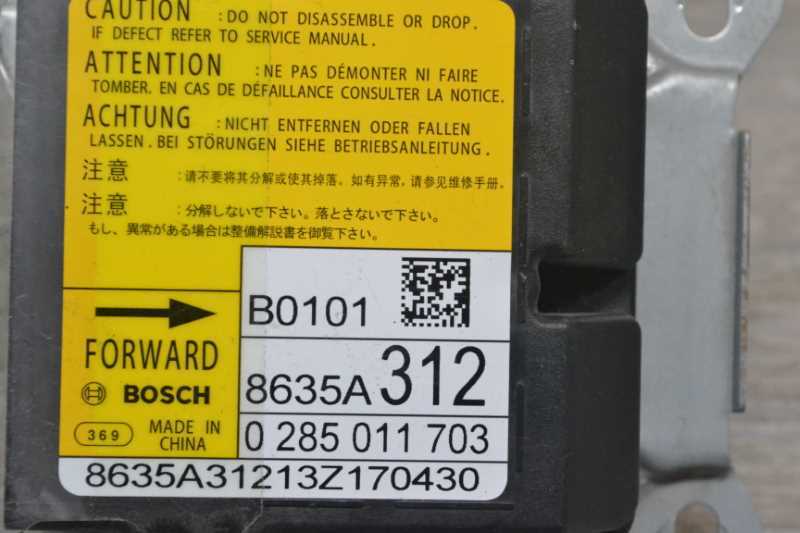 CAUTION : DO NOT DISASSEMBLE OR DROP.
IF DEFECT REFER TO SERVICE MANUAL.
ATTENTION : NE PAS DÉMONTER NI FAIRE
TOMBER. EN CAS DE DÉFAILLANCE CONSULTER LA NOTICE.
ACHTUNG : NICHT ENTFERNEN ODER FALLEN
LASSEN. BEI STÖRUNGEN SIEHE BETRIEBSANLEITUNG.
注意 : 请不要将其分解或使其掉落。如有异常，请参见维修手册.
注意 : 分解しないで下さい。落とさないで下さい。
もし、異常がある場合は整備解説書を御覧下さい。
B0101
FORWARD
8635A 312
BOSCH
369 MADE IN
CHINA
0 285 011 703
8635A31213Z170430